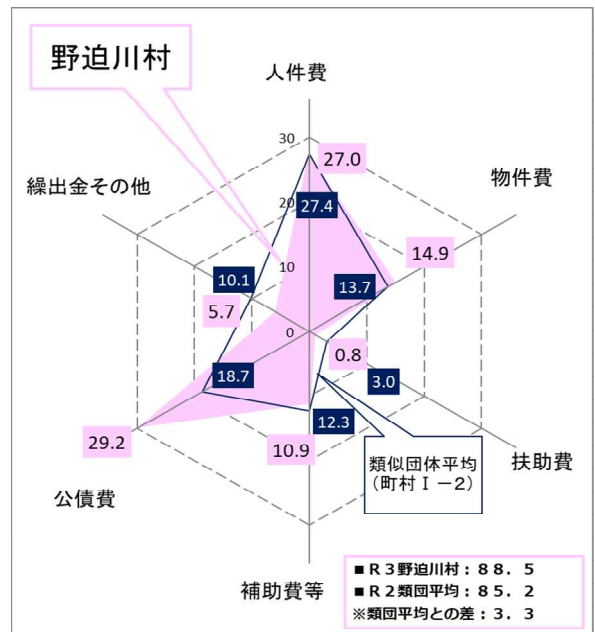 野迫川村
人件費
30
27.0
物件費
繰出金その他
20
27.4
14.9
10
10.1
13.7
5.7
0
0.8
18.7
3.0
12.3
29.2
10.9
類似団体平均
(町村Ⅰ－2)
扶助費
公債費
補助費等
■Ｒ３野迫川村：８８．５
■Ｒ２類団平均：８５．２
※類団平均との差：３．３